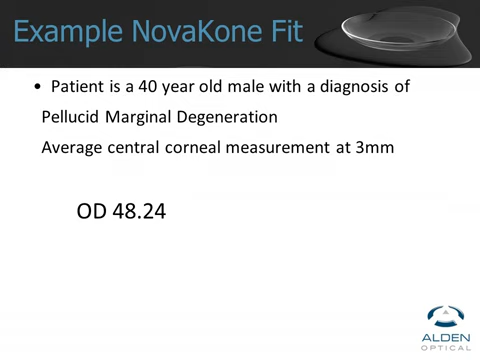 Example NovaKone Fit
• Patient is a 40 year old male with a diagnosis of
Pellucid Marginal Degeneration
Average central corneal measurement at 3mm
OD 48.24
ALDEN
OPTICAL